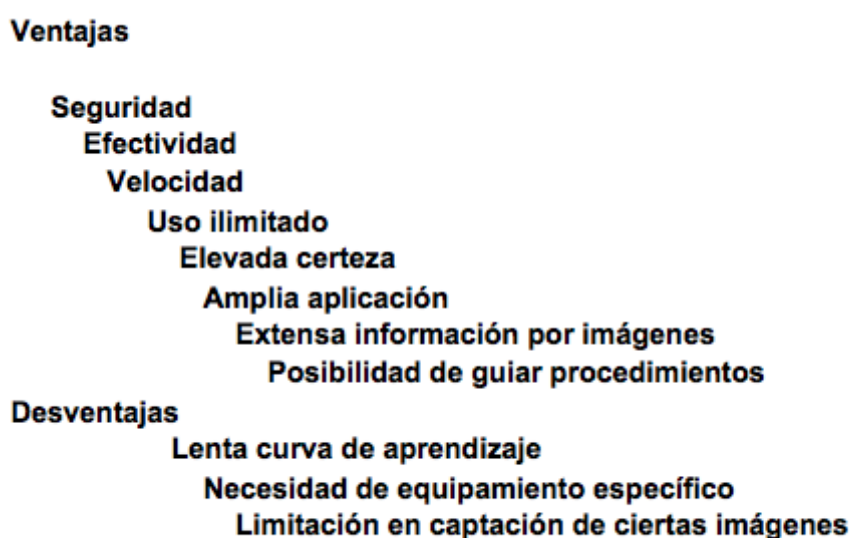 Ventajas
Seguridad
Efectividad
Velocidad
Uso ilimitado
Elevada certeza
Amplia aplicación
Extensa información por imágenes
Posibilidad de guiar procedimientos
Desventajas
Lenta curva de aprendizaje
Necesidad de equipamiento específico
Limitación en captación de ciertas imágenes